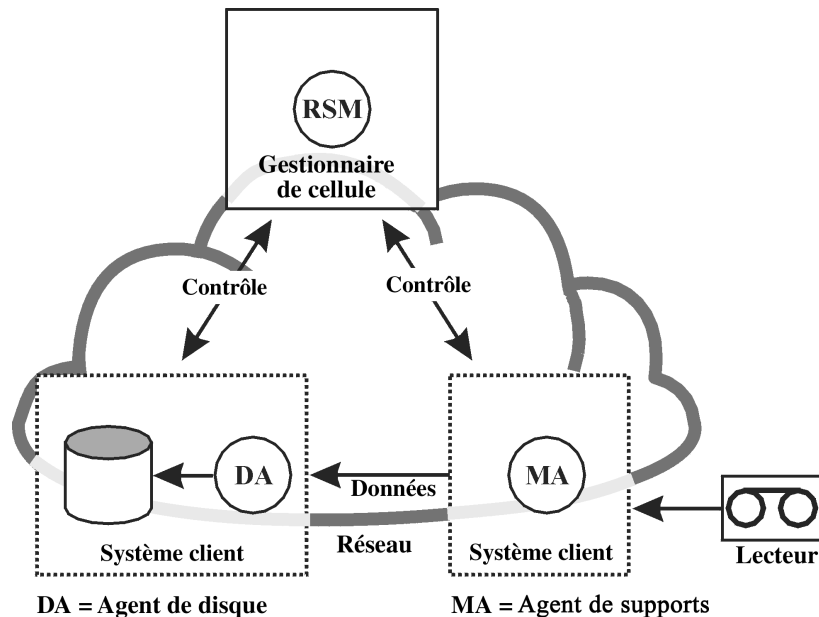 RSM
Gestionnaire
de cellule
Contrôle
Contrôle
DA
Données
MA
Système client
Réseau
Système client
Lecteur
DA = Agent de disque
MA = Agent de supports